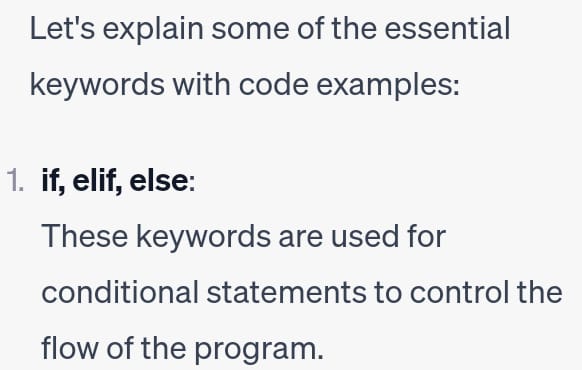 Let's explain some of the essential
keywords with code examples:
1. if, elif, else:
These keywords are used for
conditional statements to control the
flow of the program.